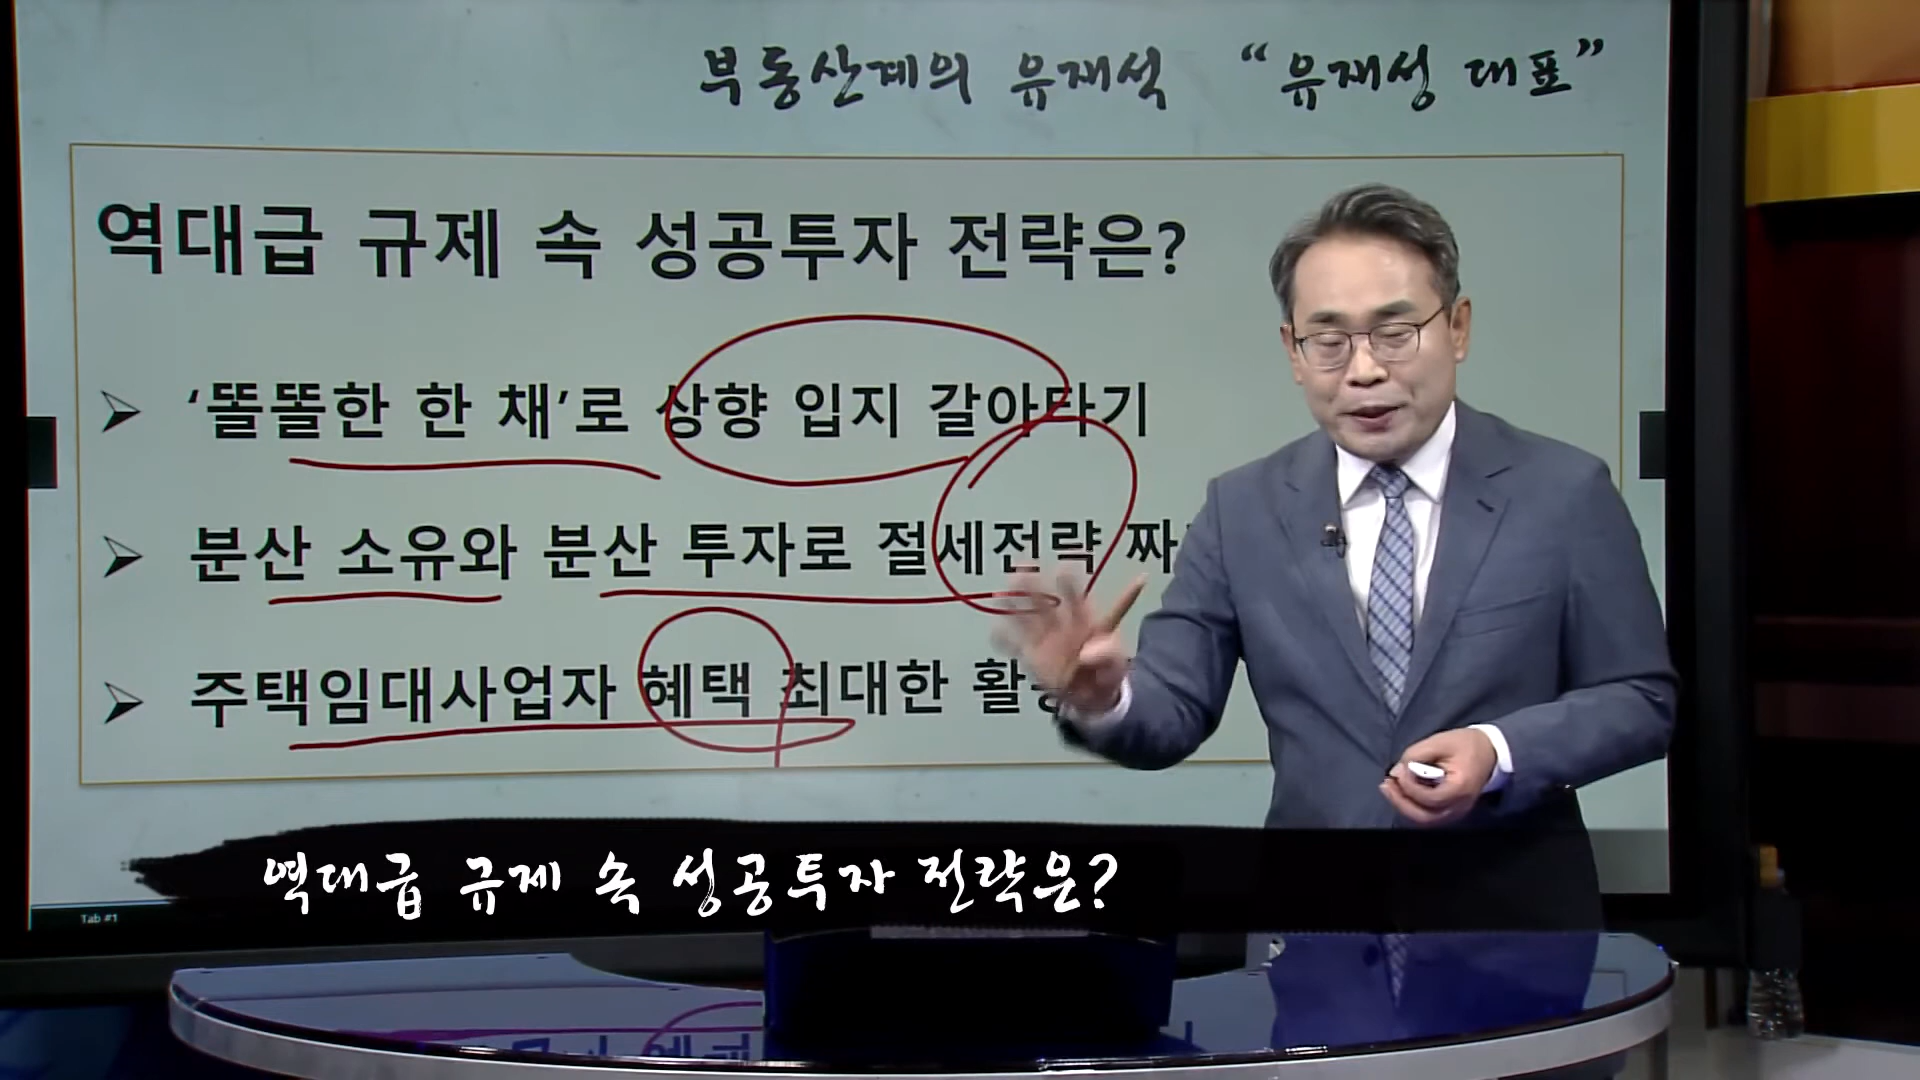 부동산계의 유재석 “유재성 대표”
역대급 규제 속 성공투자 전략은?
‘똘똘한 한 채’로 상향 입지 갈아타기
분산 소유와 분산 투자로 절세전략
주택임대사업자 혜택 최대한
역대급 규제 속 성공투자 전략은?
Tab #1